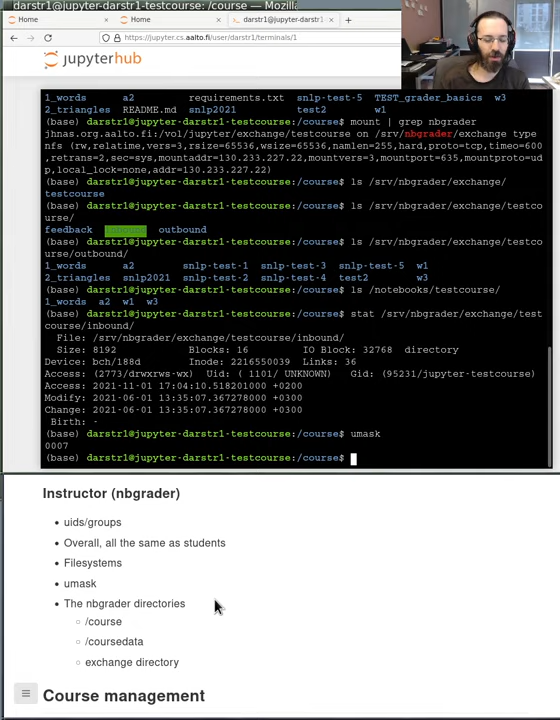 darstr1@jupyter-darstr1-testcourse: /course — Mozilla
Home
Home
darstr1@jupyter-darstr1-testc
https://jupyter.cs.aalto.fi/user/darstr1/terminals/1
jupyterhub
1_words    a2         requirements.txt  snlp-test-5  TEST_grader_basics  w3
2_triangles  README.md  snlp2021          test2        w1
(base) darstr1@jupyter-darstr1-testcourse:/course$ mount | grep nbgrader
jhnas.org.aalto.fi:/vol/jupyter/exchange/testcourse on /srv/nbgrader/exchange type
nfs (rw,relatime,vers=3,rsize=65536,wsize=65536,namlen=255,hard,proto=tcp,timeo=600
,retrans=2,sec=sys,mountaddr=130.233.227.22,mountvers=3,mountport=635,mountproto=ud
p,local_lock=none,addr=130.233.227.22)
(base) darstr1@jupyter-darstr1-testcourse:/course$ ls /srv/nbgrader/exchange/
testcourse
(base) darstr1@jupyter-darstr1-testcourse:/course$ ls /srv/nbgrader/exchange/testco
urse/
feedback  inbound  outbound
(base) darstr1@jupyter-darstr1-testcourse:/course$ ls /srv/nbgrader/exchange/testco
urse/outbound/
1_words      a2        snlp-test-1  snlp-test-3  snlp-test-5  w1
2_triangles  snlp2021  snlp-test-2  snlp-test-4  test2        w3
(base) darstr1@jupyter-darstr1-testcourse:/course$ ls /notebooks/testcourse/
1_words  a2  w1  w3
(base) darstr1@jupyter-darstr1-testcourse:/course$ stat /srv/nbgrader/exchange/test
course/inbound/
File: /srv/nbgrader/exchange/testcourse/inbound/
Size: 8192            Blocks: 16         IO Block: 32768  directory
Device: bch/188d        Inode: 2216550039  Links: 36
Access: (2773/drwxrws-wx)  Uid: ( 1101/ UNKNOWN)   Gid: (95231/jupyter-testcourse)
Access: 2021-11-01 17:04:10.518201000 +0200
Modify: 2021-06-01 13:35:07.367278000 +0300
Change: 2021-06-01 13:35:07.367278000 +0300
Birth: -
(base) darstr1@jupyter-darstr1-testcourse:/course$ umask
0007
(base) darstr1@jupyter-darstr1-testcourse:/course$
Instructor (nbgrader)
• uids/groups
• Overall, all the same as students
• Filesystems
• umask
• The nbgrader directories
◦ /course
◦ /coursedata
◦ exchange directory
Course management